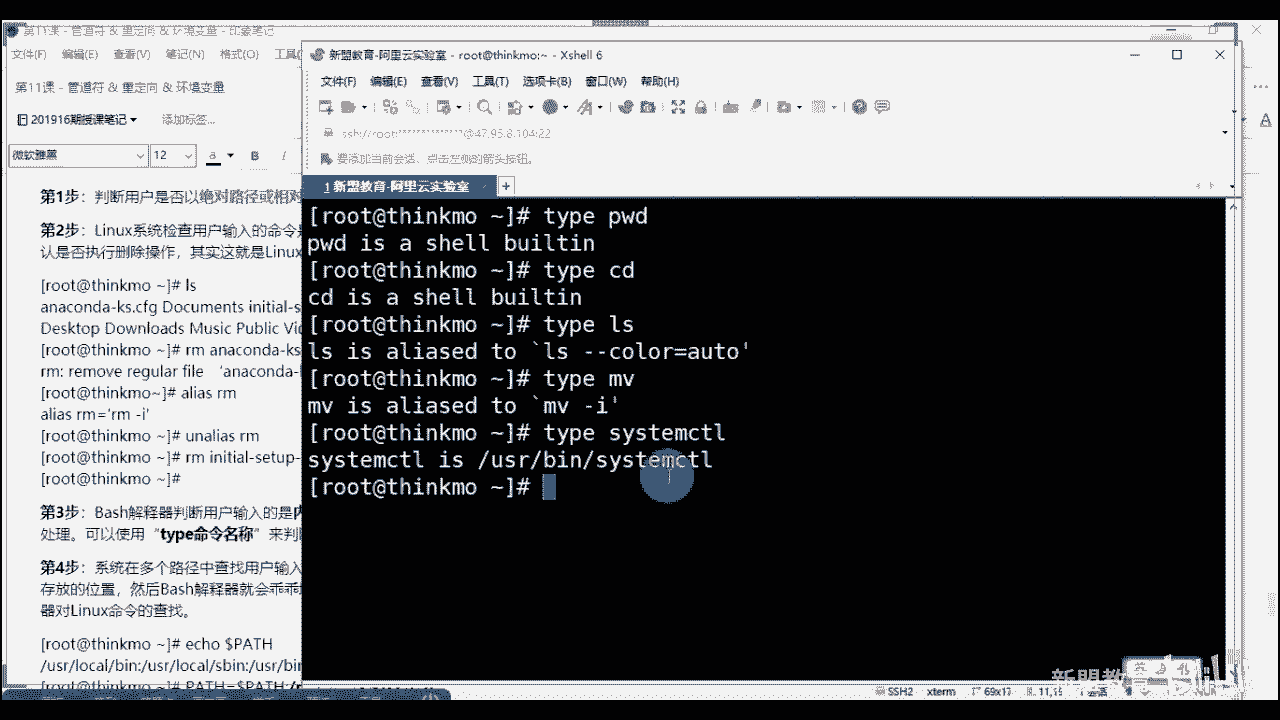 第11课 - 管道符 & 重定向 & 环境变量 - 印象笔记
文件(F) 编辑(E) 查看(V) 笔记(N) 格式(O) 工具(
第11课 - 管道符 & 重定向 & 环境变量
201916期授课笔记 添加标签...
微软雅黑 12 a B I
第1步：判断用户是否以绝对路径或相对
第2步：Linux系统检查用户输入的命令是
认是否执行删除操作，其实这就是Linux
[root@thinkmo ~]# ls
anaconda-ks.cfg Documents initial-s
Desktop Downloads Music Public Vid
[root@thinkmo ~]# rm anaconda-ks
rm: remove regular file ‘anaconda-k
[root@thinkmo~]# alias rm
alias rm='rm -i'
[root@thinkmo ~]# unalias rm
[root@thinkmo ~]# rm initial-setup-
[root@thinkmo ~]#
第3步：Bash解释器判断用户输入的是内
处理。可以使用“type命令名称”来判断
第4步：系统在多个路径中查找用户输入
存放的位置，然后Bash解释器就会乖乖地
器对Linux命令的查找。
[root@thinkmo ~]# echo $PATH
/usr/local/bin:/usr/local/sbin:/usr/bin
[root@thinkmo ~]# PATH=$PATH:/r
新盟教育-阿里云实验室 - root@thinkmo:~ - Xshell 6
文件(F) 编辑(E) 查看(V) 工具(T) 选项卡(B) 窗口(W) 帮助(H)
ssh://root:***************@47.95.8.104:22
要添加当前会话，点击左侧的箭头按钮。
1 新盟教育-阿里云实验室 +
[root@thinkmo ~]# type pwd
pwd is a shell builtin
[root@thinkmo ~]# type cd
cd is a shell builtin
[root@thinkmo ~]# type ls
ls is aliased to `ls --color=auto'
[root@thinkmo ~]# type mv
mv is aliased to `mv -i'
[root@thinkmo ~]# type systemctl
systemctl is /usr/bin/systemctl
[root@thinkmo ~]#
SSH2 xterm 69x17 11,19
新盟教育